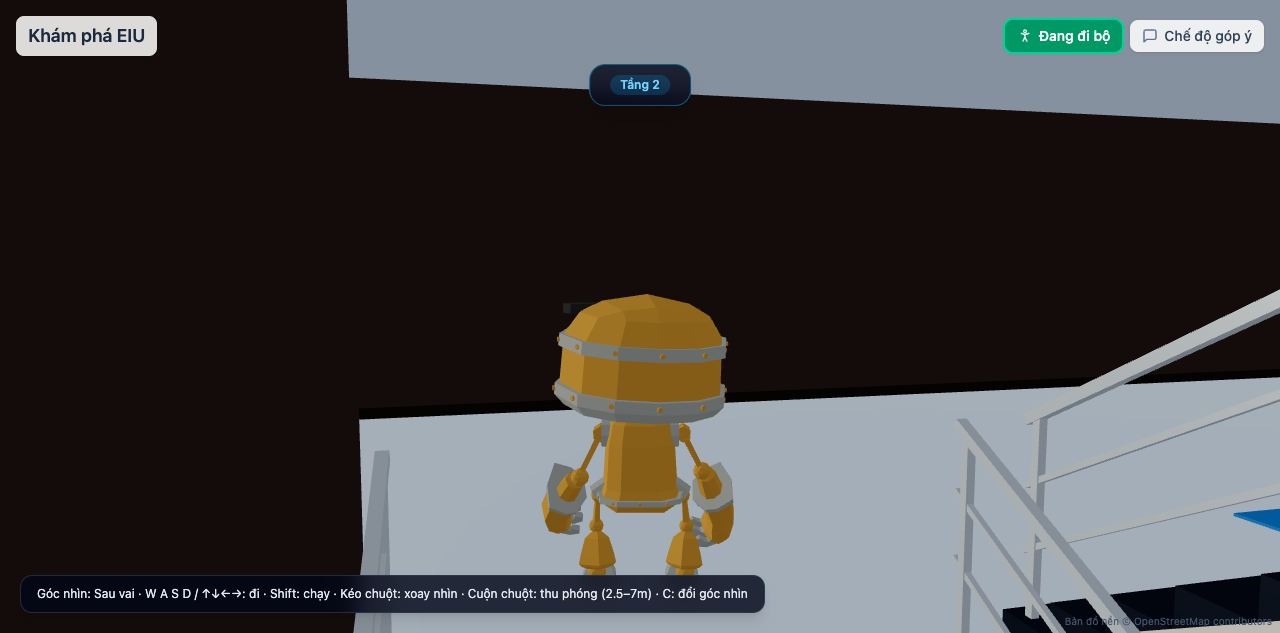 Khám phá EIU
Đang đi bộ
Chế độ góp ý
Tầng 2
Góc nhìn: Sau vai · W A S D / ↑↓←→: đi · Shift: chạy · Kéo chuột: xoay nhìn · Cuộn chuột: thu phóng (2.5–7m) · C: đổi góc nhìn
Bản đồ nền © OpenStreetMap contributors